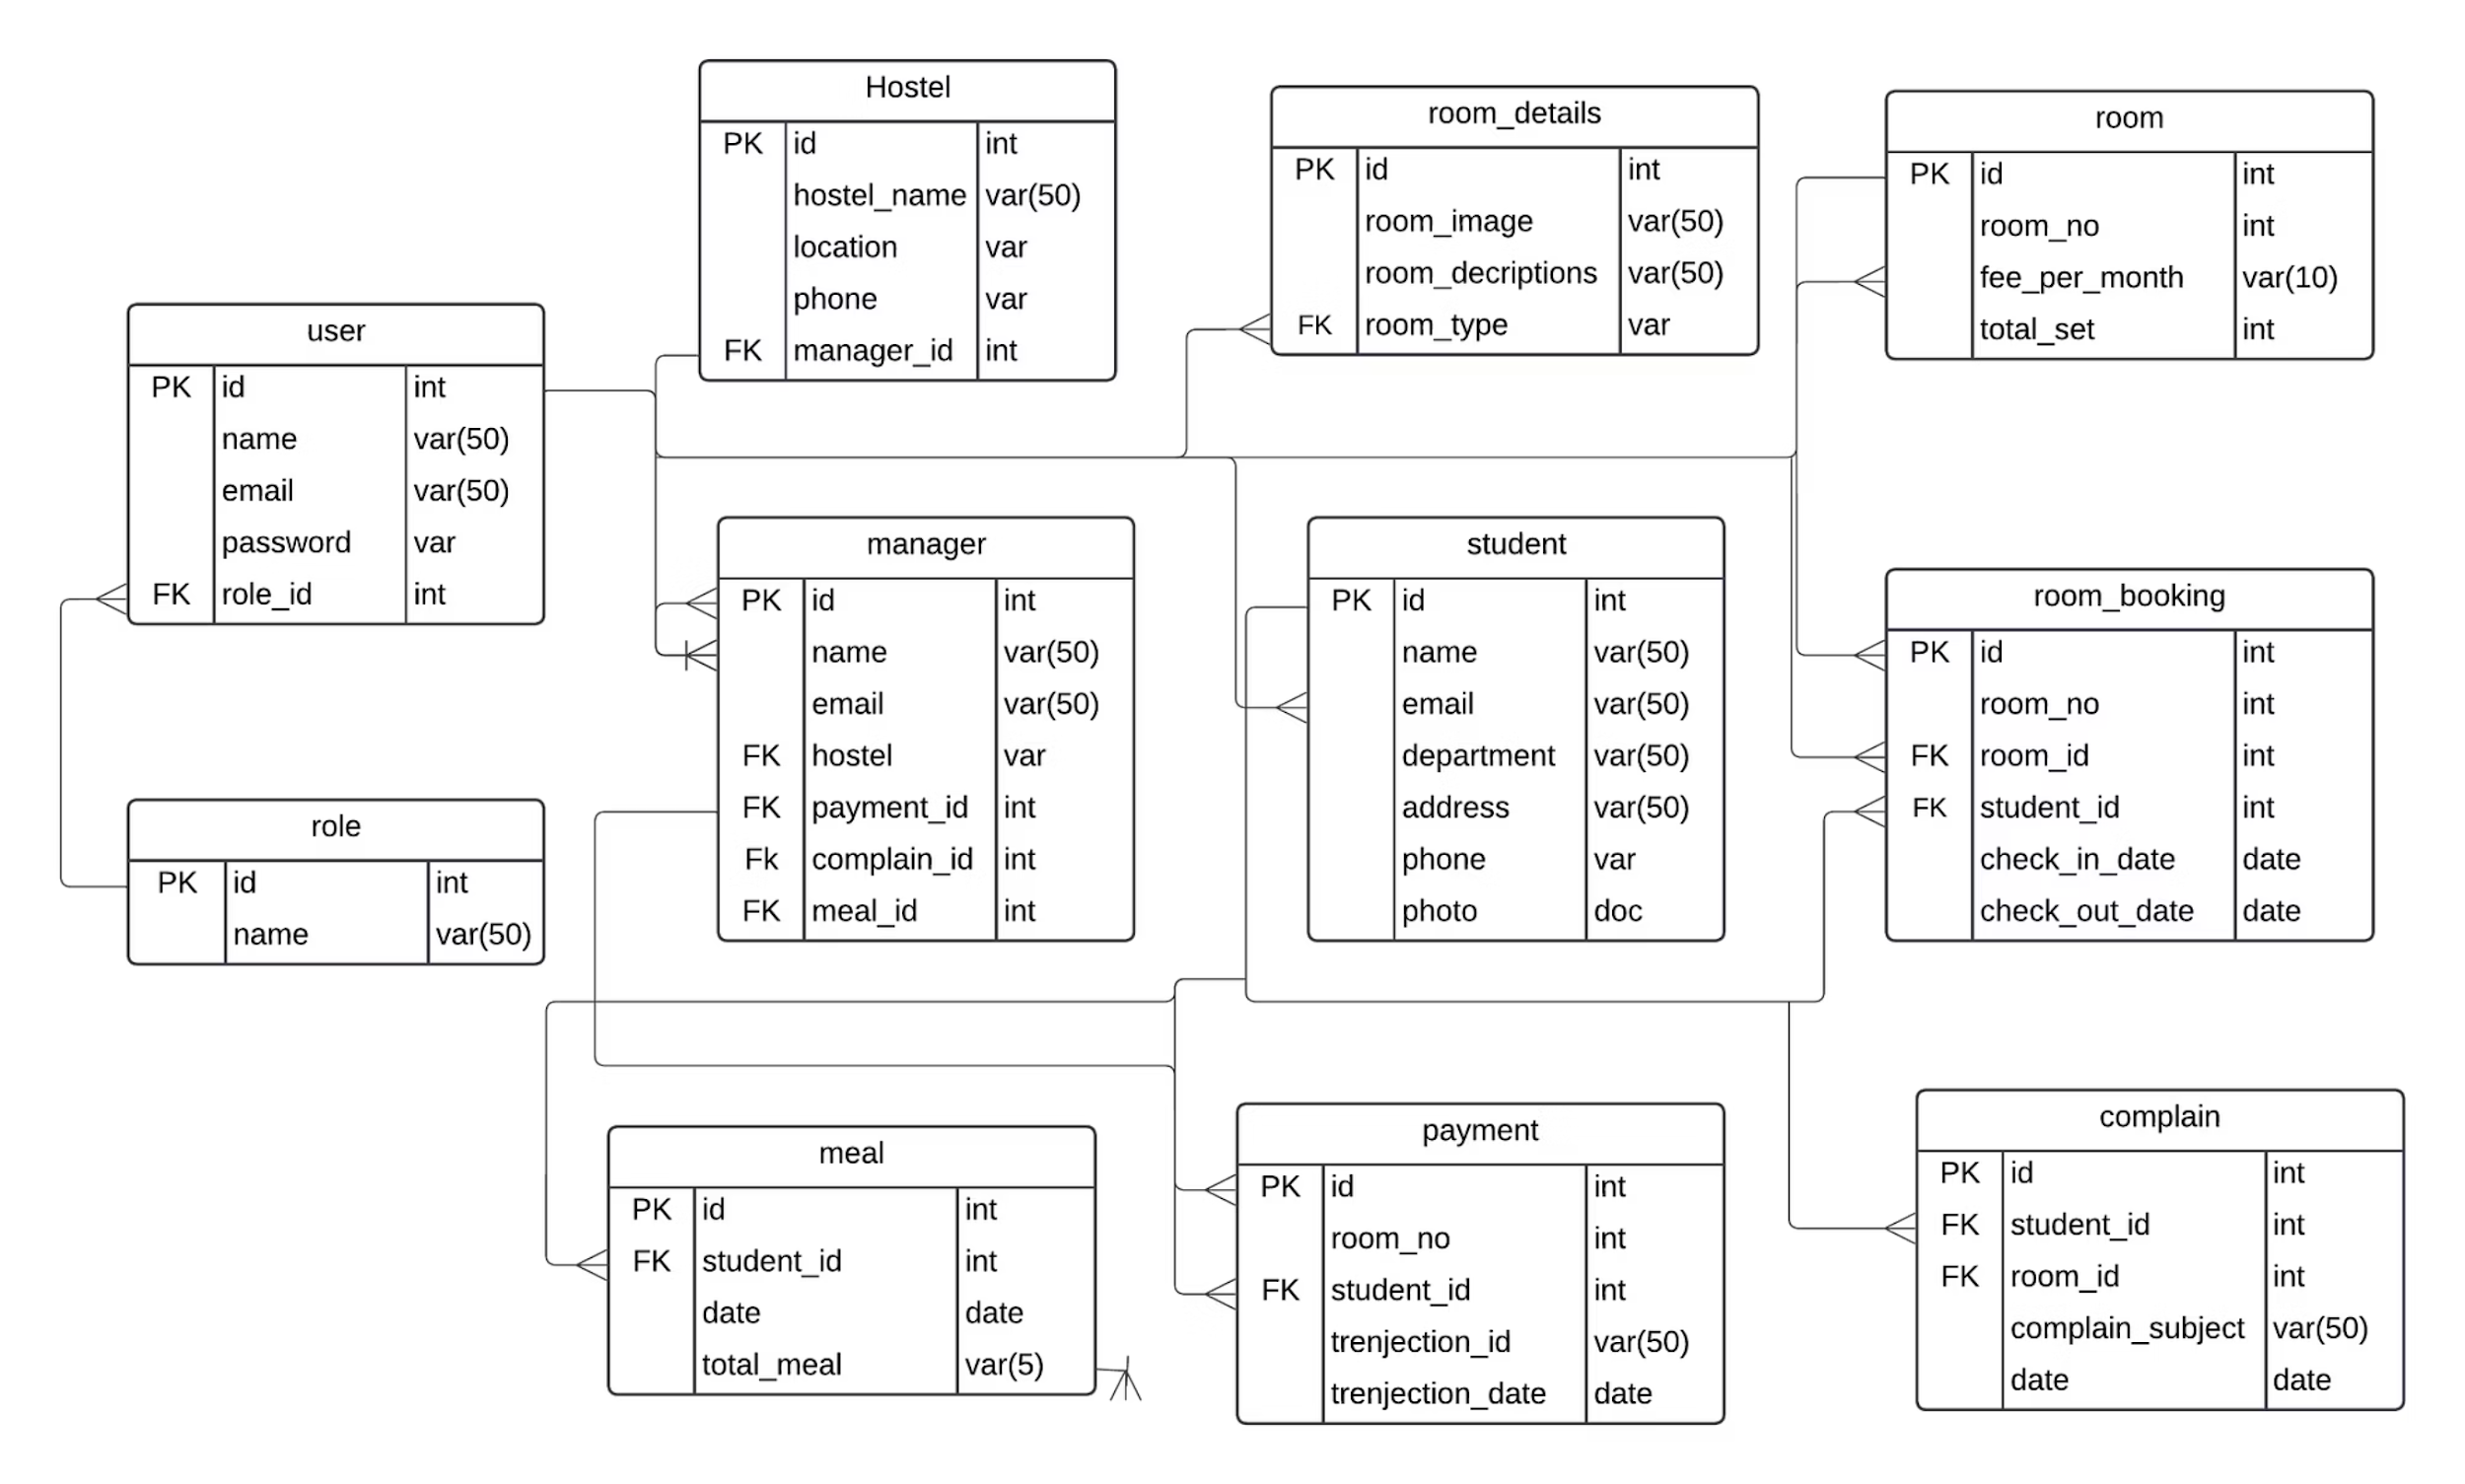 Hostel
PK id int
hostel_name var(50)
location var
phone var
FK manager_id int
room_details
PK id int
room_image var(50)
room_decriptions var(50)
FK room_type var
room
PK id int
room_no int
fee_per_month var(10)
total_set int
user
PK id int
name var(50)
email var(50)
password var
FK role_id int
manager
PK id int
name var(50)
email var(50)
FK hostel var
FK payment_id int
Fk complain_id int
FK meal_id int
student
PK id int
name var(50)
email var(50)
department var(50)
address var(50)
phone var
photo doc
room_booking
PK id int
room_no int
FK room_id int
FK student_id int
check_in_date date
check_out_date date
role
PK id int
name var(50)
meal
PK id int
FK student_id int
date date
total_meal var(5)
payment
PK id int
room_no int
FK student_id int
trenjection_id var(50)
trenjection_date date
complain
PK id int
FK student_id int
FK room_id int
complain_subject var(50)
date date